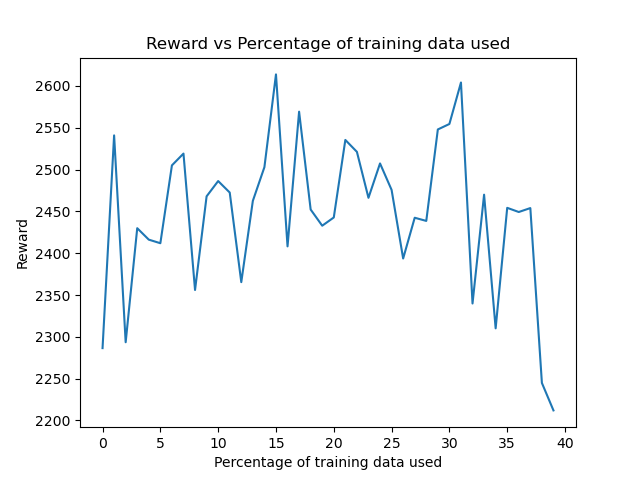 Reward vs Percentage of training data used
2600
2550
2500
2450
2400
2350
2300
2250
2200
Reward
0 5 10 15 20 25 30 35 40
Percentage of training data used